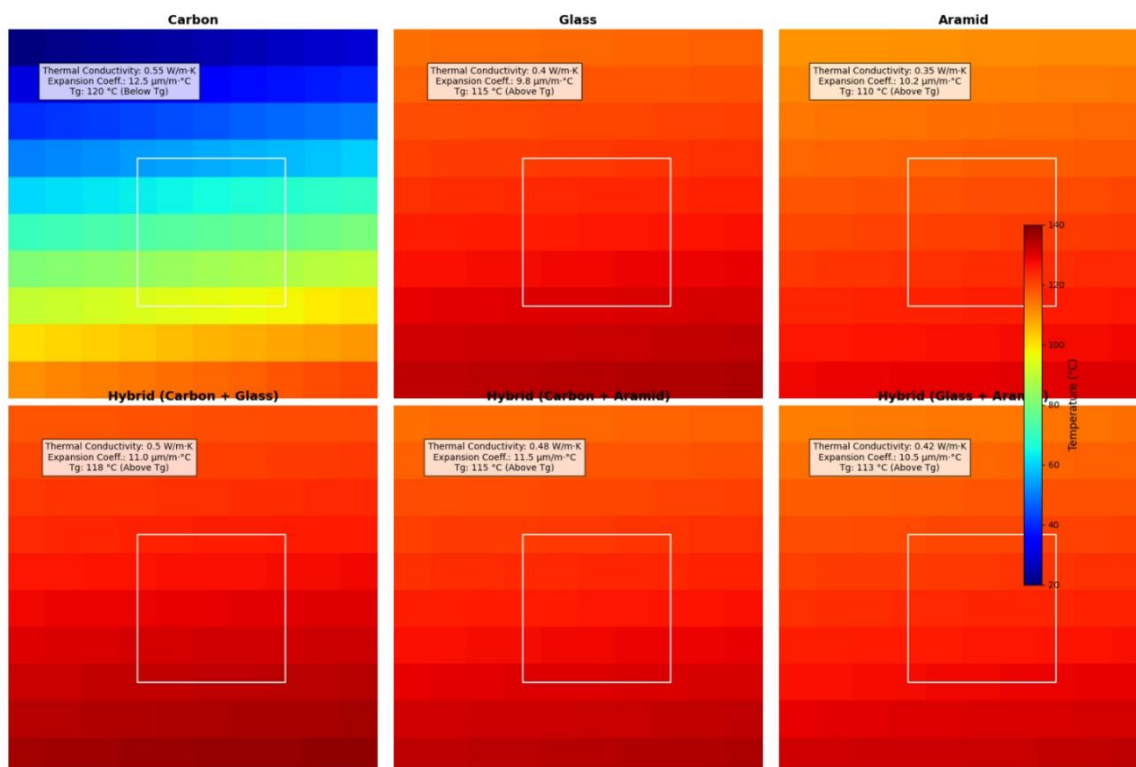 Carbon
Thermal Conductivity: 0.55 W/m·K
Expansion Coeff.: 12.5 μm/m·°C
Tg: 120 °C (Below Tg)
Glass
Thermal Conductivity: 0.4 W/m·K
Expansion Coeff.: 9.8 μm/m·°C
Tg: 115 °C (Above Tg)
Aramid
Thermal Conductivity: 0.35 W/m·K
Expansion Coeff.: 10.2 μm/m·°C
Tg: 110 °C (Above Tg)
Hybrid (Carbon + Glass)
Thermal Conductivity: 0.5 W/m·K
Expansion Coeff.: 11.0 μm/m·°C
Tg: 118 °C (Above Tg)
Hybrid (Carbon + Aramid)
Thermal Conductivity: 0.48 W/m·K
Expansion Coeff.: 11.5 μm/m·°C
Tg: 115 °C (Above Tg)
Hybrid (Glass + Aramid)
Thermal Conductivity: 0.42 W/m·K
Expansion Coeff.: 10.5 μm/m·°C
Tg: 113 °C (Above Tg)
140
120
100
80
60
40
20
Temperature (°C)